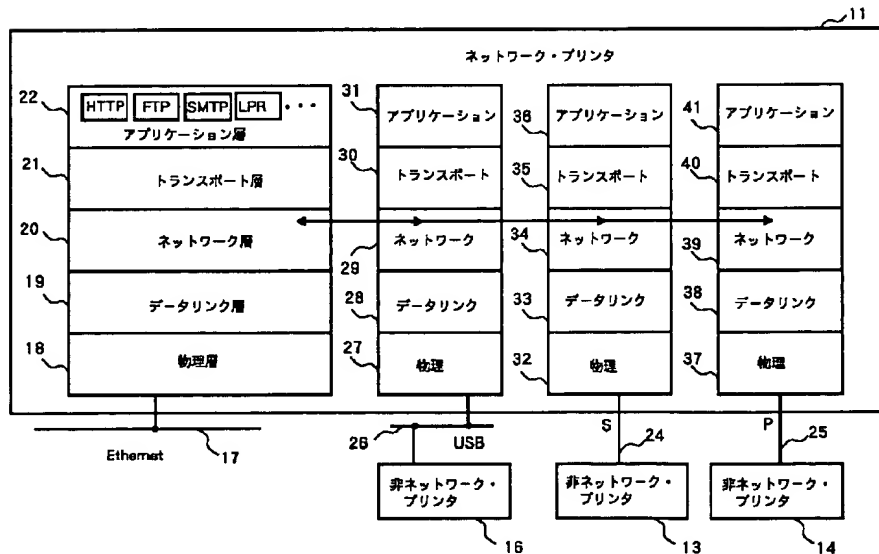 11
ネットワーク・プリンタ
22
HTTP FTP SMTP LPR ・・・
アプリケーション層
21
トランスポート層
20
ネットワーク層
19
データリンク層
18
物理層
31
アプリケーション
30
トランスポート
29
ネットワーク
28
データリンク
27
物理
36
アプリケーション
35
トランスポート
34
ネットワーク
33
データリンク
32
物理
41
アプリケーション
40
トランスポート
39
ネットワーク
38
データリンク
37
物理
Ethernet
17
26
USB
S
24
P
25
非ネットワーク・
プリンタ
16
非ネットワーク・
プリンタ
13
非ネットワーク・
プリンタ
14